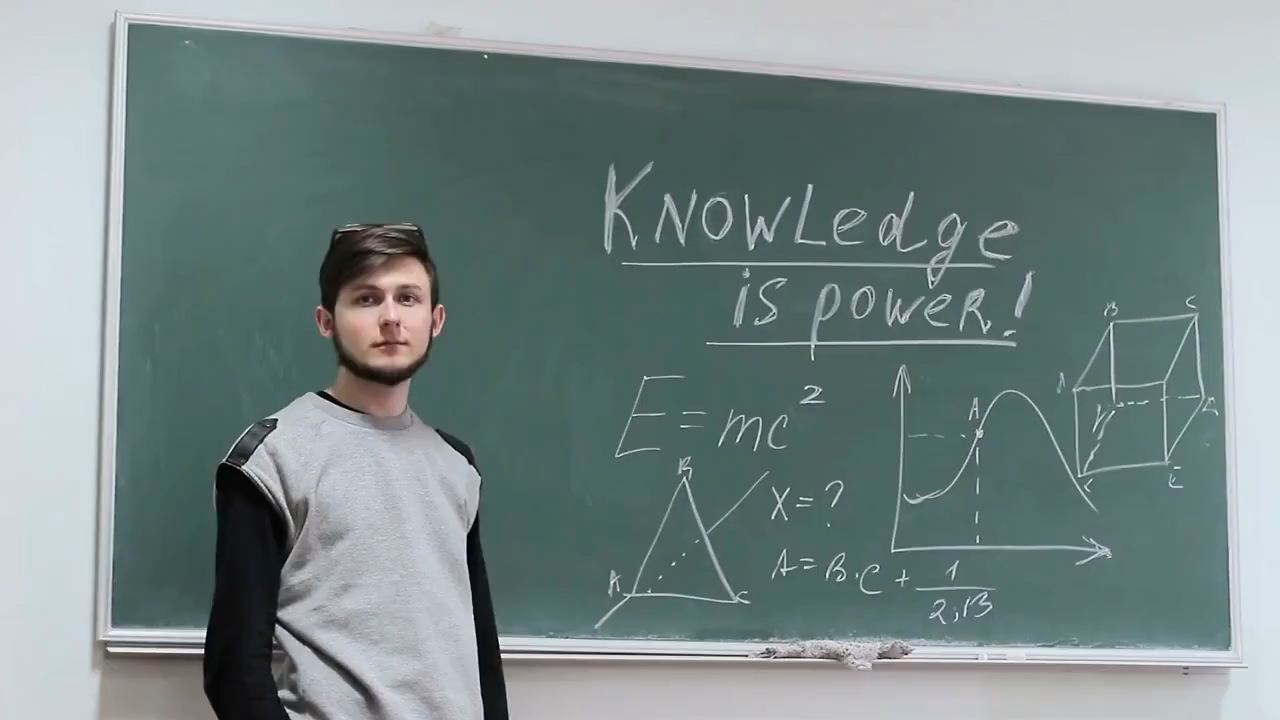 Knowledge
is power!
E = mc²
B
A
C
X = ?
A = B.C + 1/2,13
A
B
C
A
E